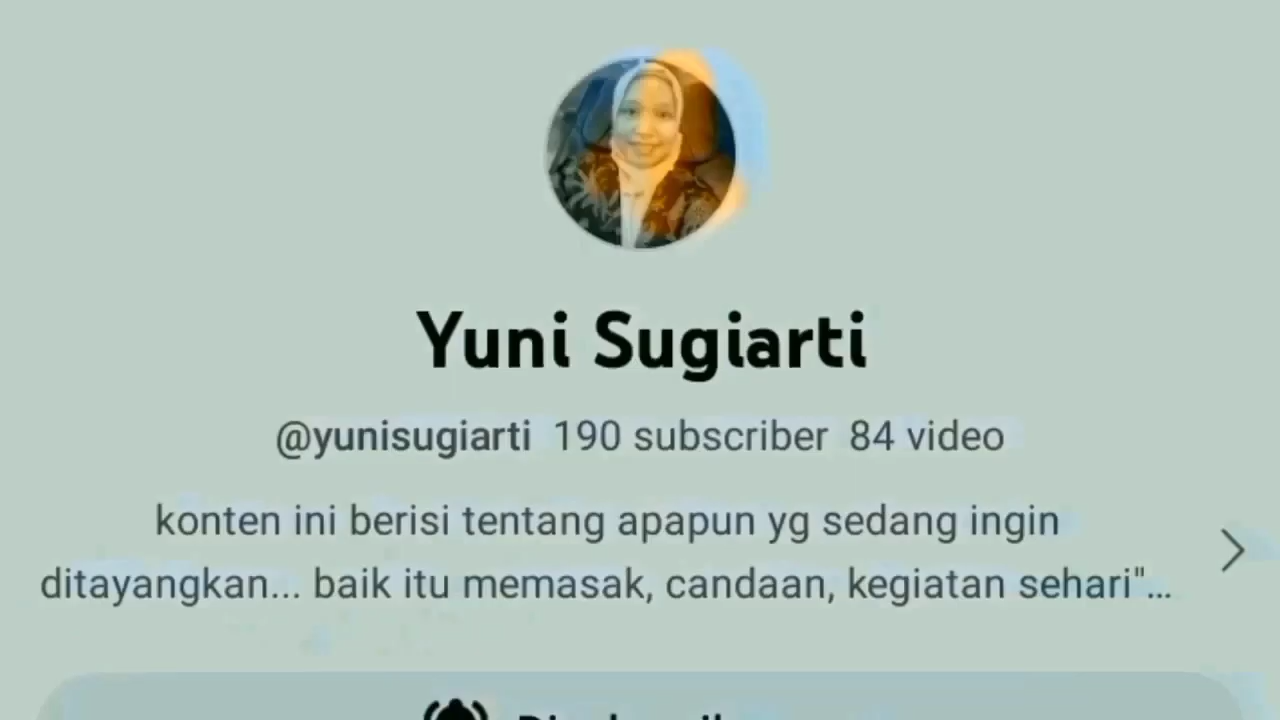 Yuni Sugiarti
@yunisugiarti 190 subscriber 84 video
konten ini berisi tentang apapun yg sedang ingin
ditayangkan... baik itu memasak, candaan, kegiatan sehari"...